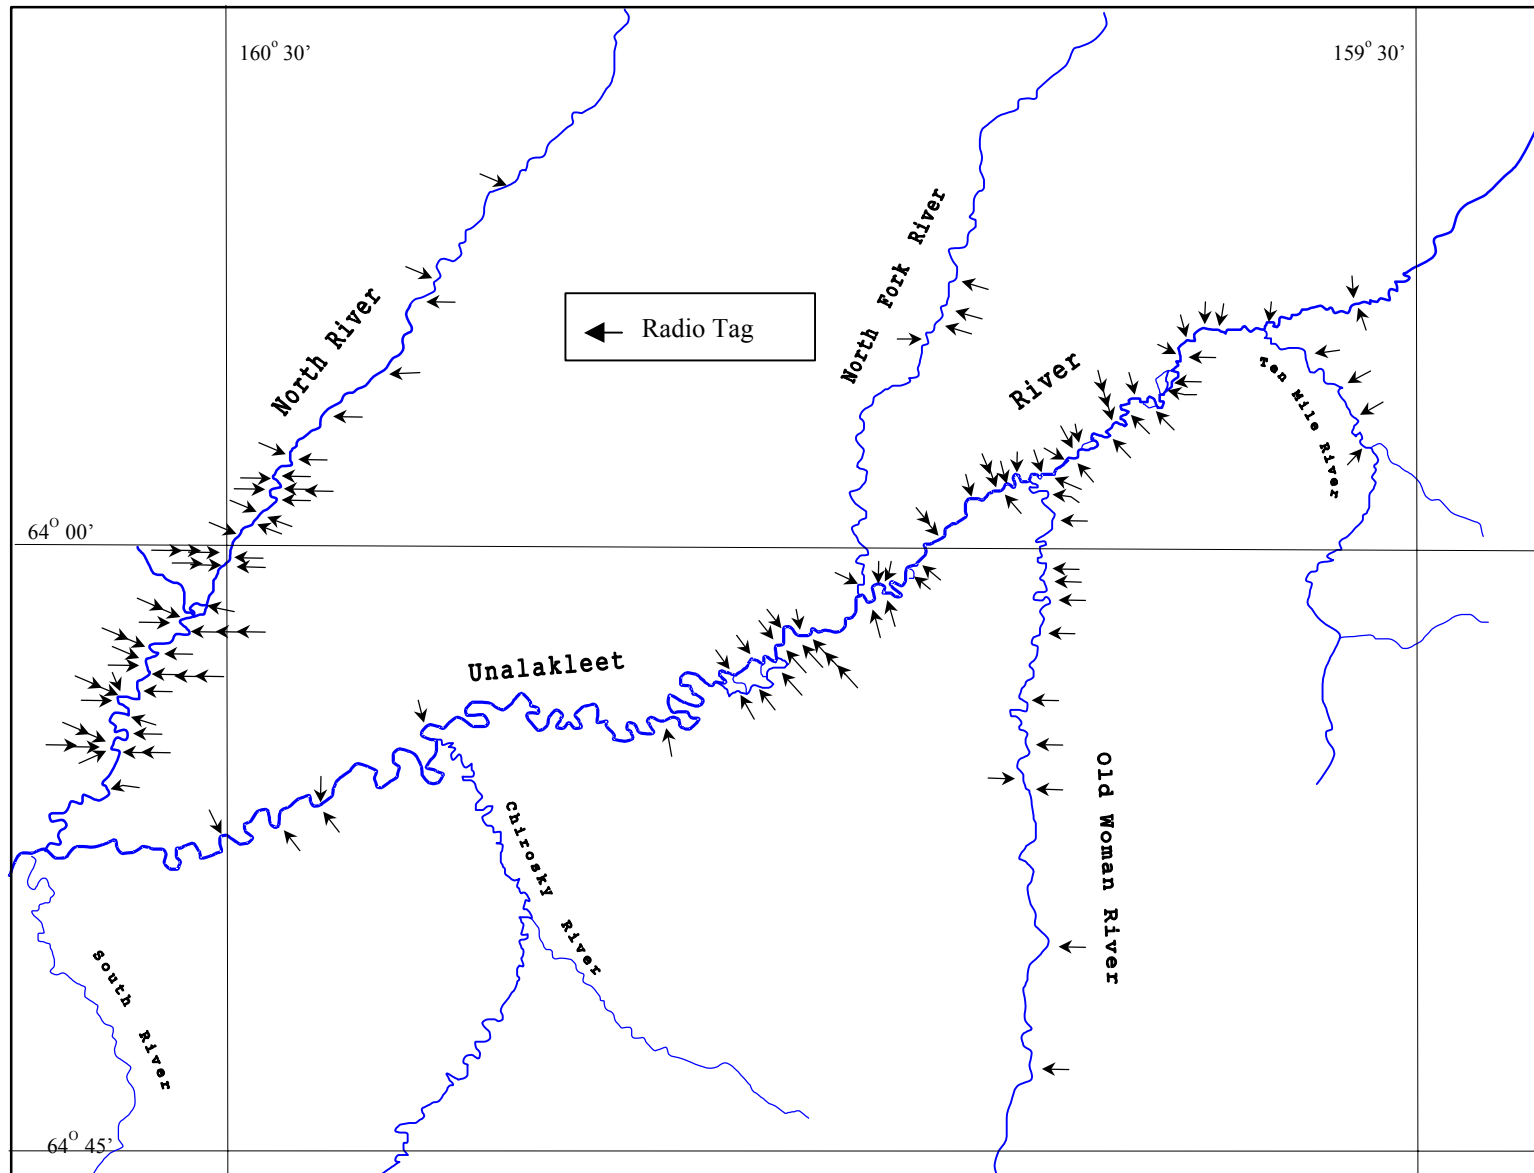 160° 30’
159° 30’
North Fork River
North River
Radio Tag
River
Ten Mile River
64° 00’
Unalakleet
Old Woman River
Chirosky River
South River
64° 45’